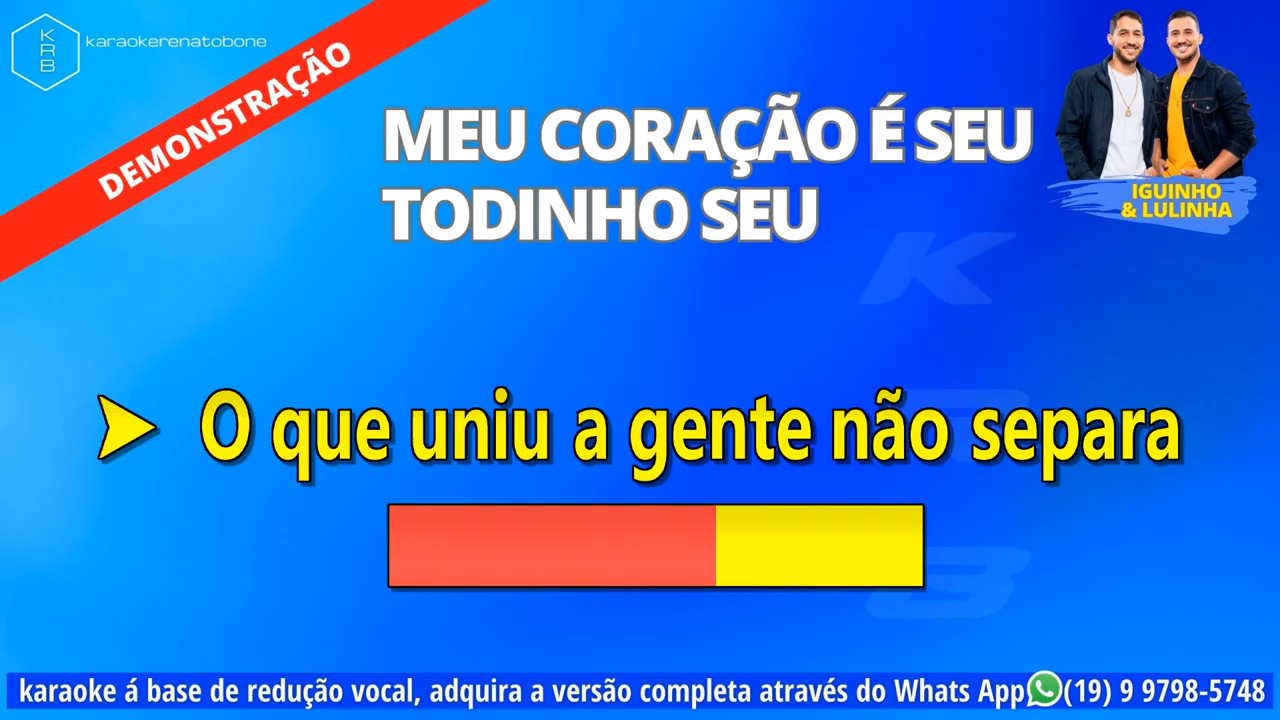 KRB
karaokerenatobone
DEMONSTRAÇÃO
MEU CORAÇÃO É SEU
TODINHO SEU
IGUINHO
& LULINHA
K
R
B
O que uniu a gente não separa
karaoke á base de redução vocal, adquira a versão completa através do Whats App (19) 9 9798-5748